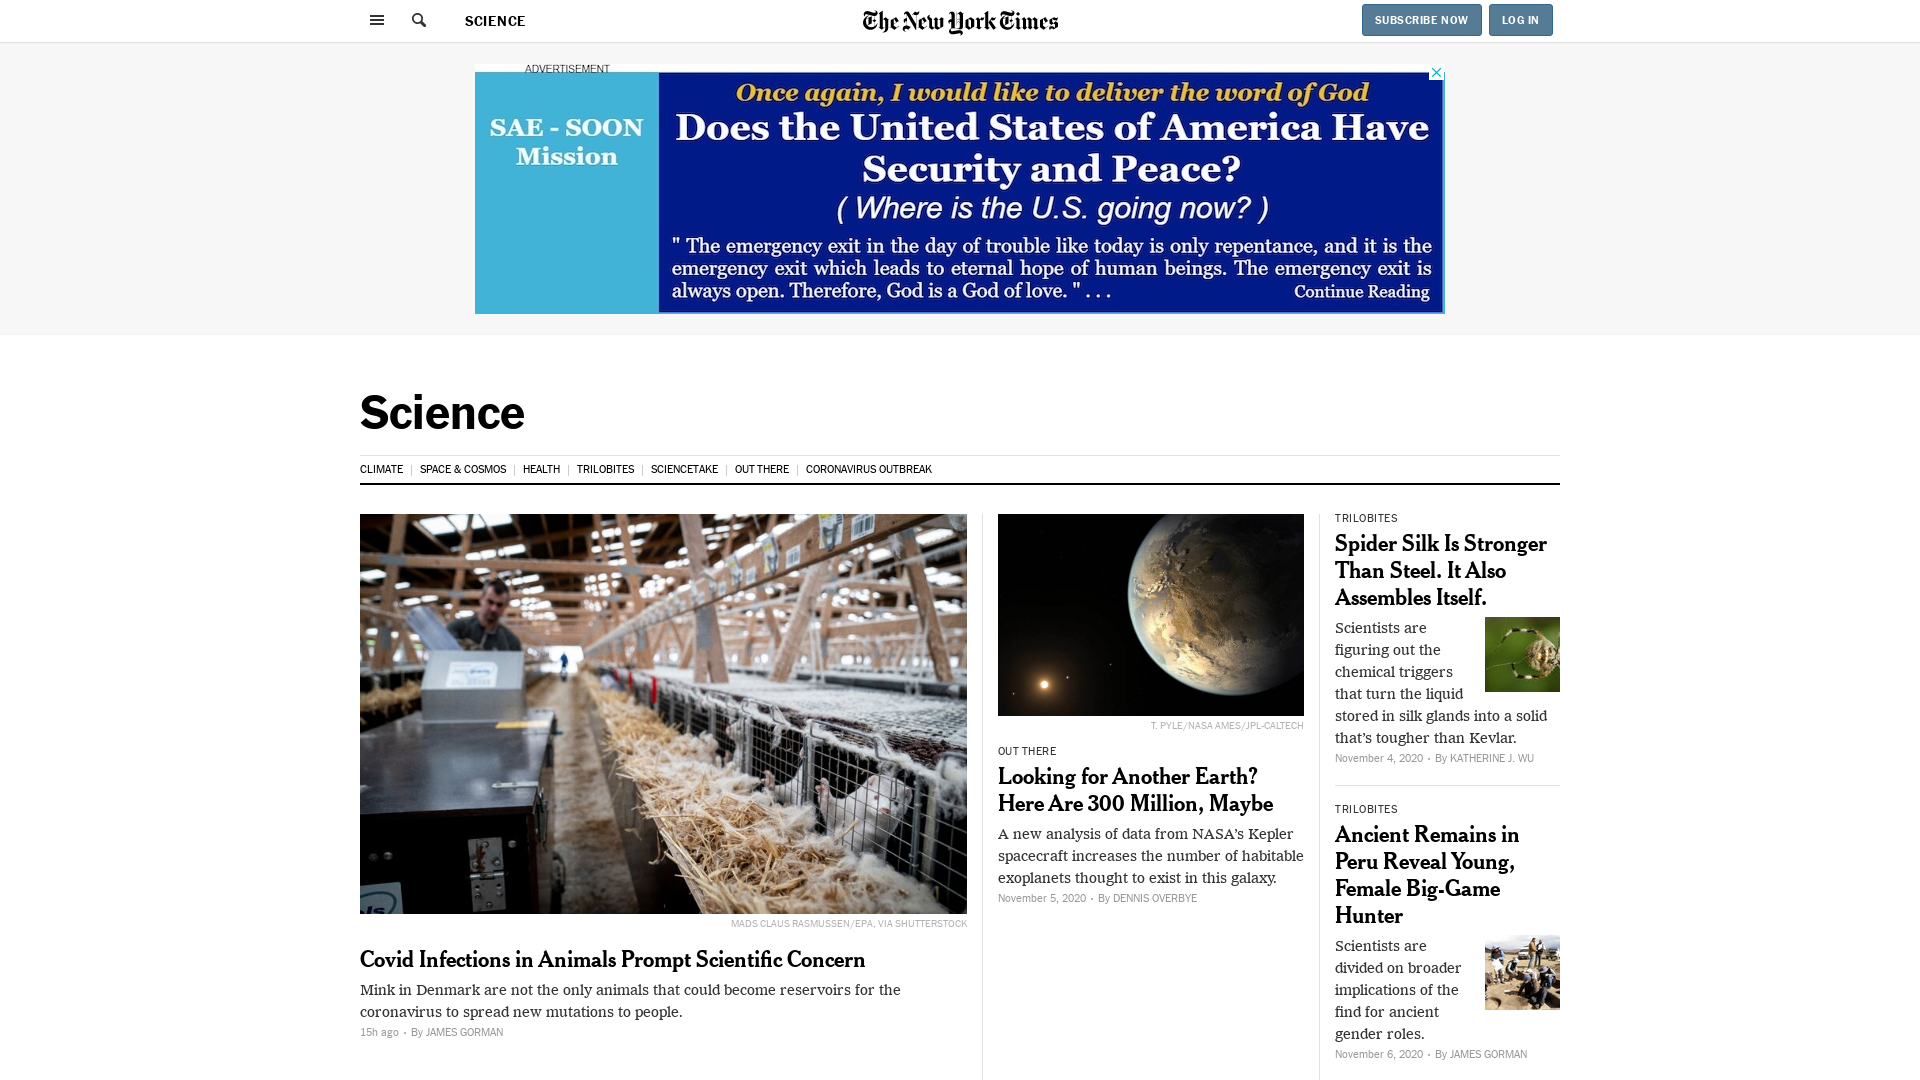 SCIENCE
The New York Times
SUBSCRIBE NOW
LOG IN
ADVERTISEMENT
SAE - SOON
Mission
Once again, I would like to deliver the word of God
Does the United States of America Have
Security and Peace?
( Where is the U.S. going now? )
" The emergency exit in the day of trouble like today is only repentance, and it is the
emergency exit which leads to eternal hope of human beings. The emergency exit is
always open. Therefore, God is a God of love. " . . .
Continue Reading
Science
CLIMATE
SPACE & COSMOS
HEALTH
TRILOBITES
SCIENCETAKE
OUT THERE
CORONAVIRUS OUTBREAK
MADS CLAUS RASMUSSEN/EPA, VIA SHUTTERSTOCK
Covid Infections in Animals Prompt Scientific Concern
Mink in Denmark are not the only animals that could become reservoirs for the
coronavirus to spread new mutations to people.
15h ago • By JAMES GORMAN
T. PYLE/NASA AMES/JPL-CALTECH
OUT THERE
Looking for Another Earth?
Here Are 300 Million, Maybe
A new analysis of data from NASA’s Kepler
spacecraft increases the number of habitable
exoplanets thought to exist in this galaxy.
November 5, 2020 • By DENNIS OVERBYE
TRILOBITES
Spider Silk Is Stronger
Than Steel. It Also
Assembles Itself.
Scientists are
figuring out the
chemical triggers
that turn the liquid
stored in silk glands into a solid
that’s tougher than Kevlar.
November 4, 2020 • By KATHERINE J. WU
TRILOBITES
Ancient Remains in
Peru Reveal Young,
Female Big-Game
Hunter
Scientists are
divided on broader
implications of the
find for ancient
gender roles.
November 6, 2020 • By JAMES GORMAN